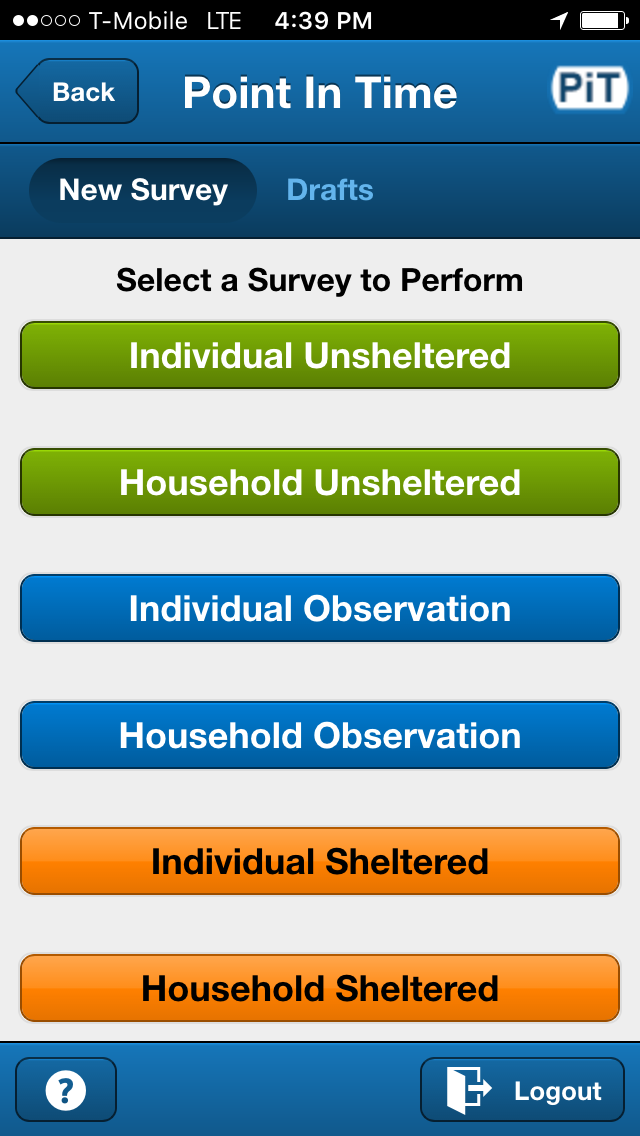 T-Mobile LTE 4:39 PM
Back Point In Time PiT
New Survey Drafts
Select a Survey to Perform
Individual Unsheltered
Household Unsheltered
Individual Observation
Household Observation
Individual Sheltered
Household Sheltered
? Logout